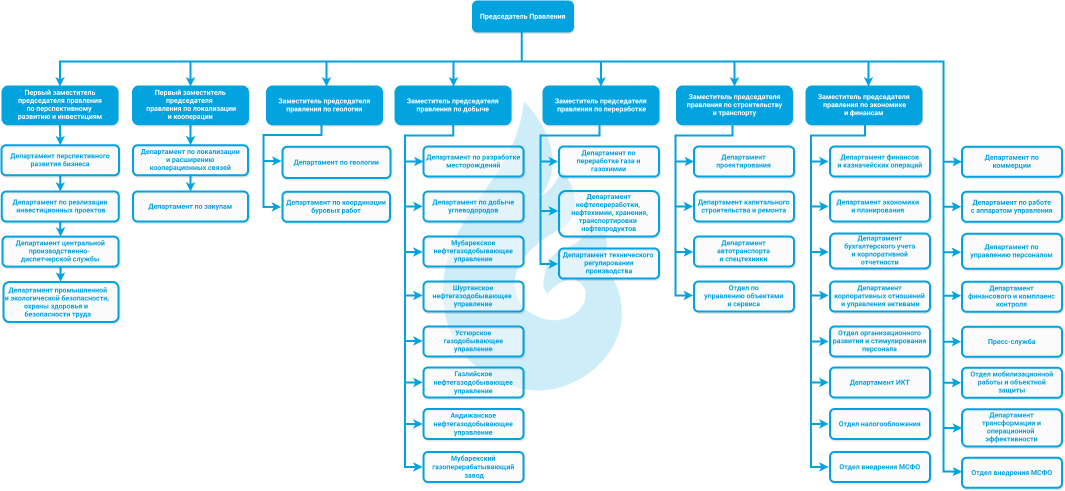 Председатель Правления
Первый заместитель
председателя правления
по перспективному
развитию и инвестициям
Первый заместитель
председателя
правления по локализации
и кооперации
Заместитель председателя
правления по геологии
Заместитель председателя
правления по добыче
Заместитель председателя
правления по переработке
Заместитель председателя
правления по строительству
и транспорту
Заместитель председателя
правления по экономике
и финансам
Департамент перспективного
развития бизнеса
Департамент по реализации
инвестиционных проектов
Департамент центральной
производственно-
диспетчерской службы
Департамент промышленной
и экологической безопасности,
охраны здоровья и
безопасности труда
Департамент по локализации
и расширению
кооперационных связей
Департамент по закупам
Департамент по геологии
Департамент по координации
буровых работ
Департамент по разработке
месторождений
Департамент по добыче
углеводородов
Мубарекское
нефтегазодобывающее
управление
Шуртанское
нефтегазодобывающее
управление
Устюрское
газодобывающее
управление
Газлийское
нефтегазодобывающее
управление
Андижанское
нефтегазодобывающее
управление
Мубарекский
газоперерабатывающий
завод
Департамент по
переработке газа и
газохимии
Департамент
нефтепереработки,
нефтехимии, хранения,
транспортировки
нефтепродуктов
Департамент технического
регулирования
производства
Департамент
проектирования
Департамент капитального
строительства и ремонта
Департамент
автотранспорта
и спецтехники
Отдел по
управлению объектами
и сервиса
Департамент финансов
и казначейских операций
Департамент экономики
и планирования
Департамент
бухгалтерского учета
и корпоративной
отчетности
Департамент
корпоративных отношений
и управления активами
Отдел организационного
развития и стимулирования
персонала
Департамент ИКТ
Отдел налогообложения
Отдел внедрения МСФО
Департамент по
коммерции
Департамент по работе
с аппаратом управления
Департамент по
управлению персоналом
Департамент
финансового и комплаенс
контроля
Пресс-служба
Отдел мобилизационной
работы и объектной
защиты
Департамент
трансформации и
операционной
эффективности
Отдел внедрения МСФО